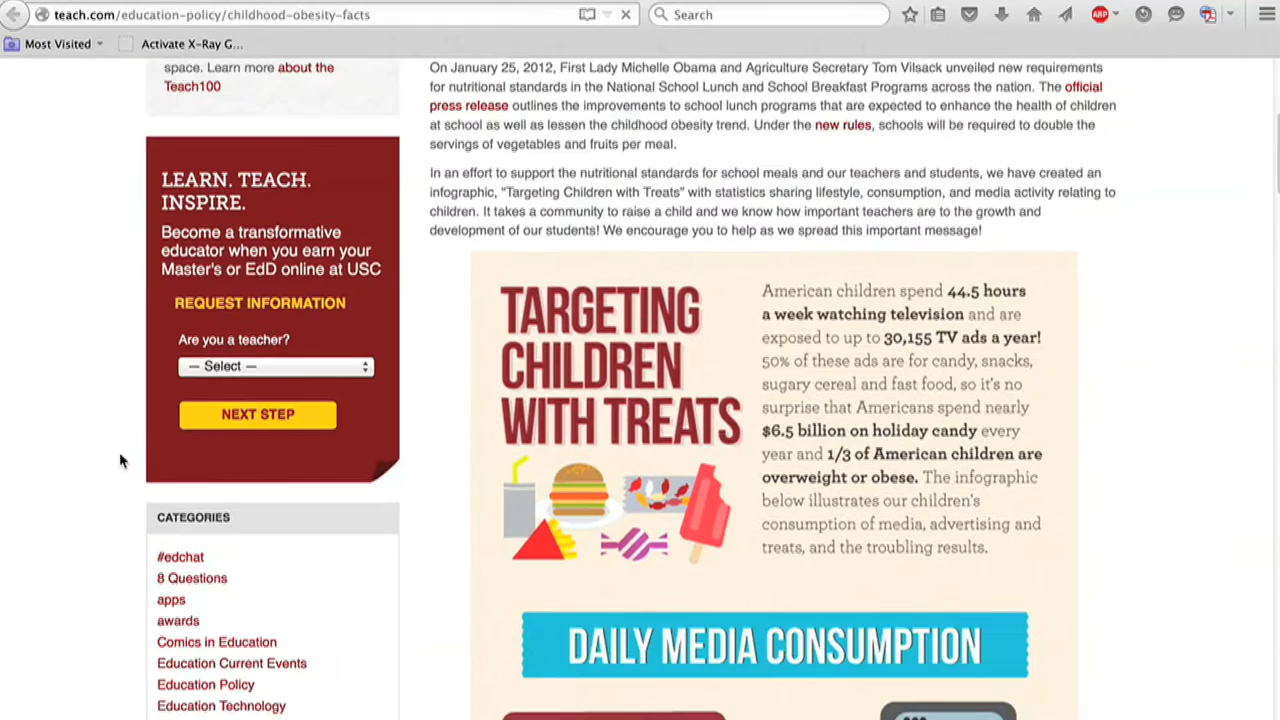 teach.com/education-policy/childhood-obesity-facts
Search
ABP
Most Visited
Activate X-Ray G...
space. Learn more about the
Teach100
LEARN. TEACH.
INSPIRE.
Become a transformative
educator when you earn your
Master's or EdD online at USC
REQUEST INFORMATION
Are you a teacher?
— Select —
NEXT STEP
CATEGORIES
#edchat
8 Questions
apps
awards
Comics in Education
Education Current Events
Education Policy
Education Technology
On January 25, 2012, First Lady Michelle Obama and Agriculture Secretary Tom Vilsack unveiled new requirements
for nutritional standards in the National School Lunch and School Breakfast Programs across the nation. The official
press release outlines the improvements to school lunch programs that are expected to enhance the health of children
at school as well as lessen the childhood obesity trend. Under the new rules, schools will be required to double the
servings of vegetables and fruits per meal.
In an effort to support the nutritional standards for school meals and our teachers and students, we have created an
infographic, "Targeting Children with Treats" with statistics sharing lifestyle, consumption, and media activity relating to
children. It takes a community to raise a child and we know how important teachers are to the growth and
development of our students! We encourage you to help as we spread this important message!
TARGETING
CHILDREN
WITH TREATS
American children spend 44.5 hours
a week watching television and are
exposed to up to 30,155 TV ads a year!
50% of these ads are for candy, snacks,
sugary cereal and fast food, so it's no
surprise that Americans spend nearly
$6.5 billion on holiday candy every
year and 1/3 of American children are
overweight or obese. The infographic
below illustrates our children's
consumption of media, advertising and
treats, and the troubling results.
DAILY MEDIA CONSUMPTION